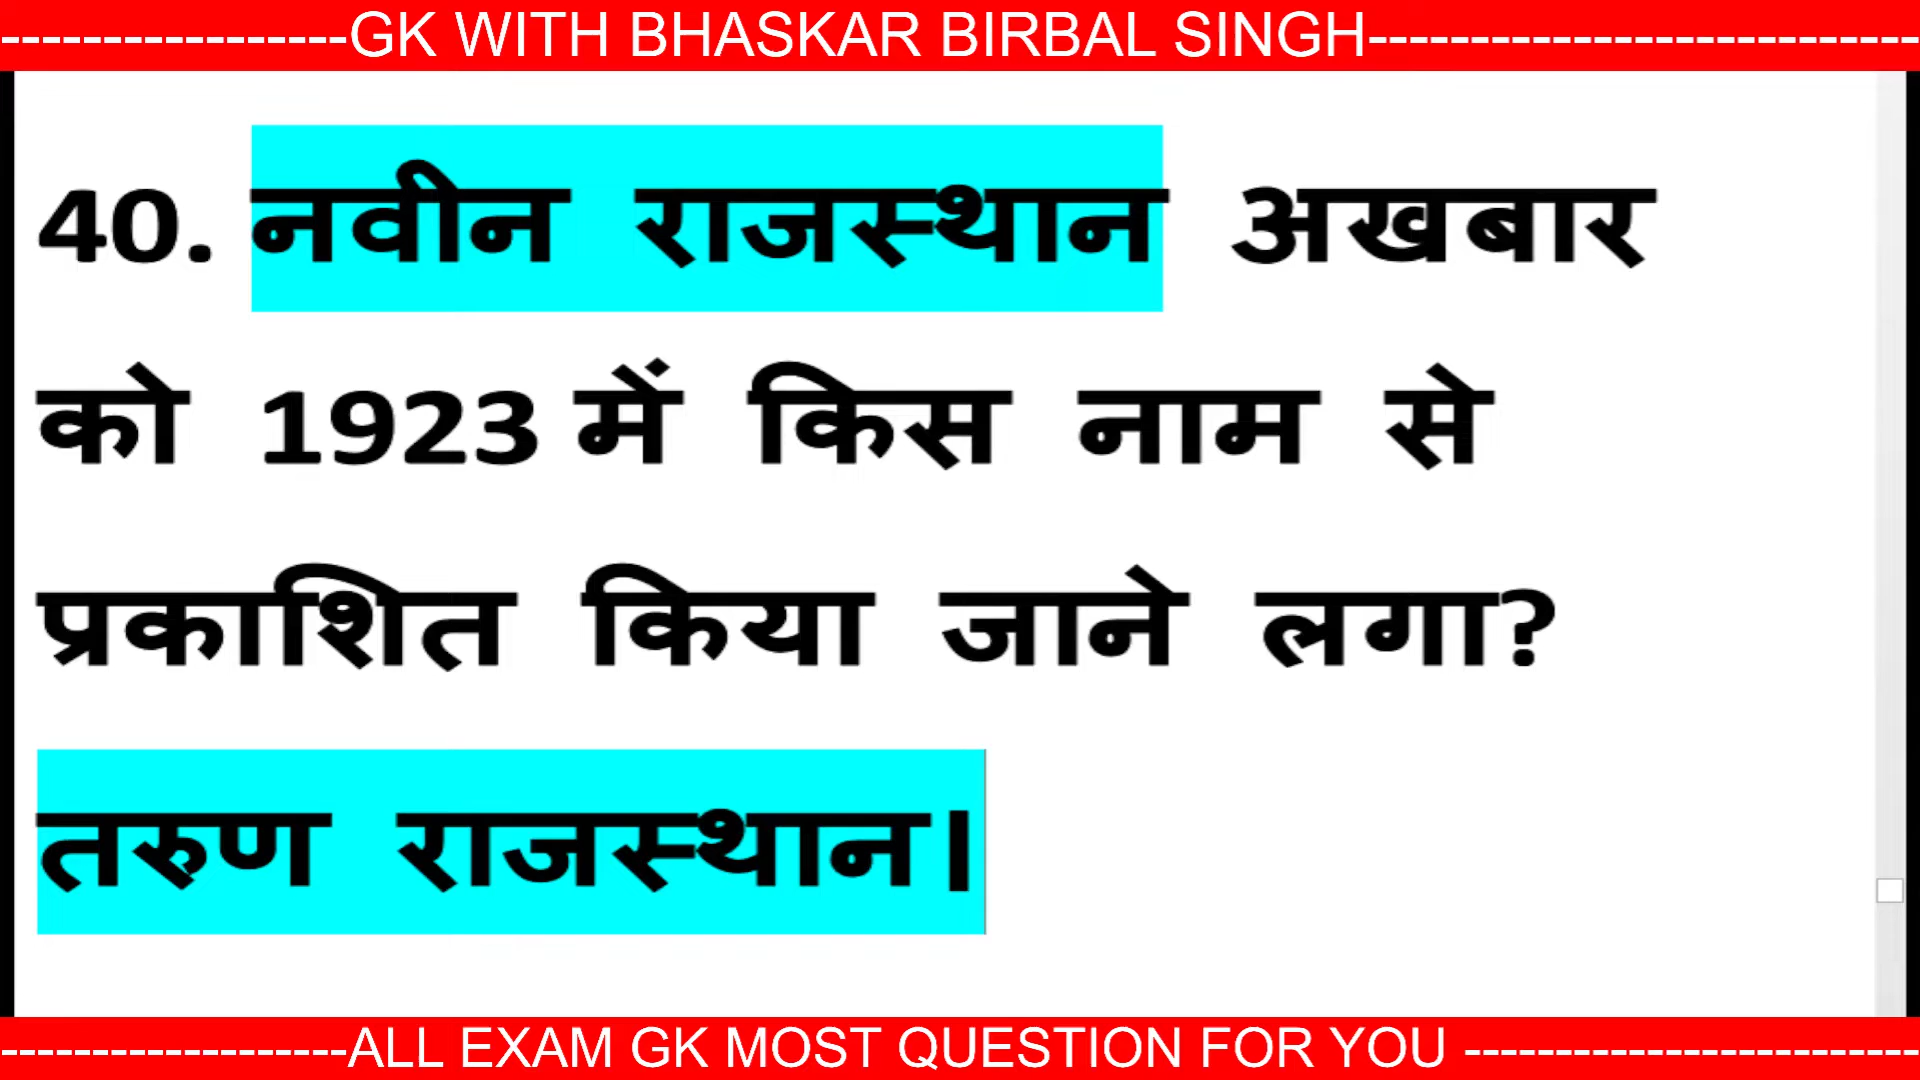 -----------------GK WITH BHASKAR BIRBAL SINGH---------------------------
40. नवीन राजस्थान अखबार
को 1923 में किस नाम से
प्रकाशित किया जाने लगा?
तरुण राजस्थान।
-------------------ALL EXAM GK MOST QUESTION FOR YOU -------------------------